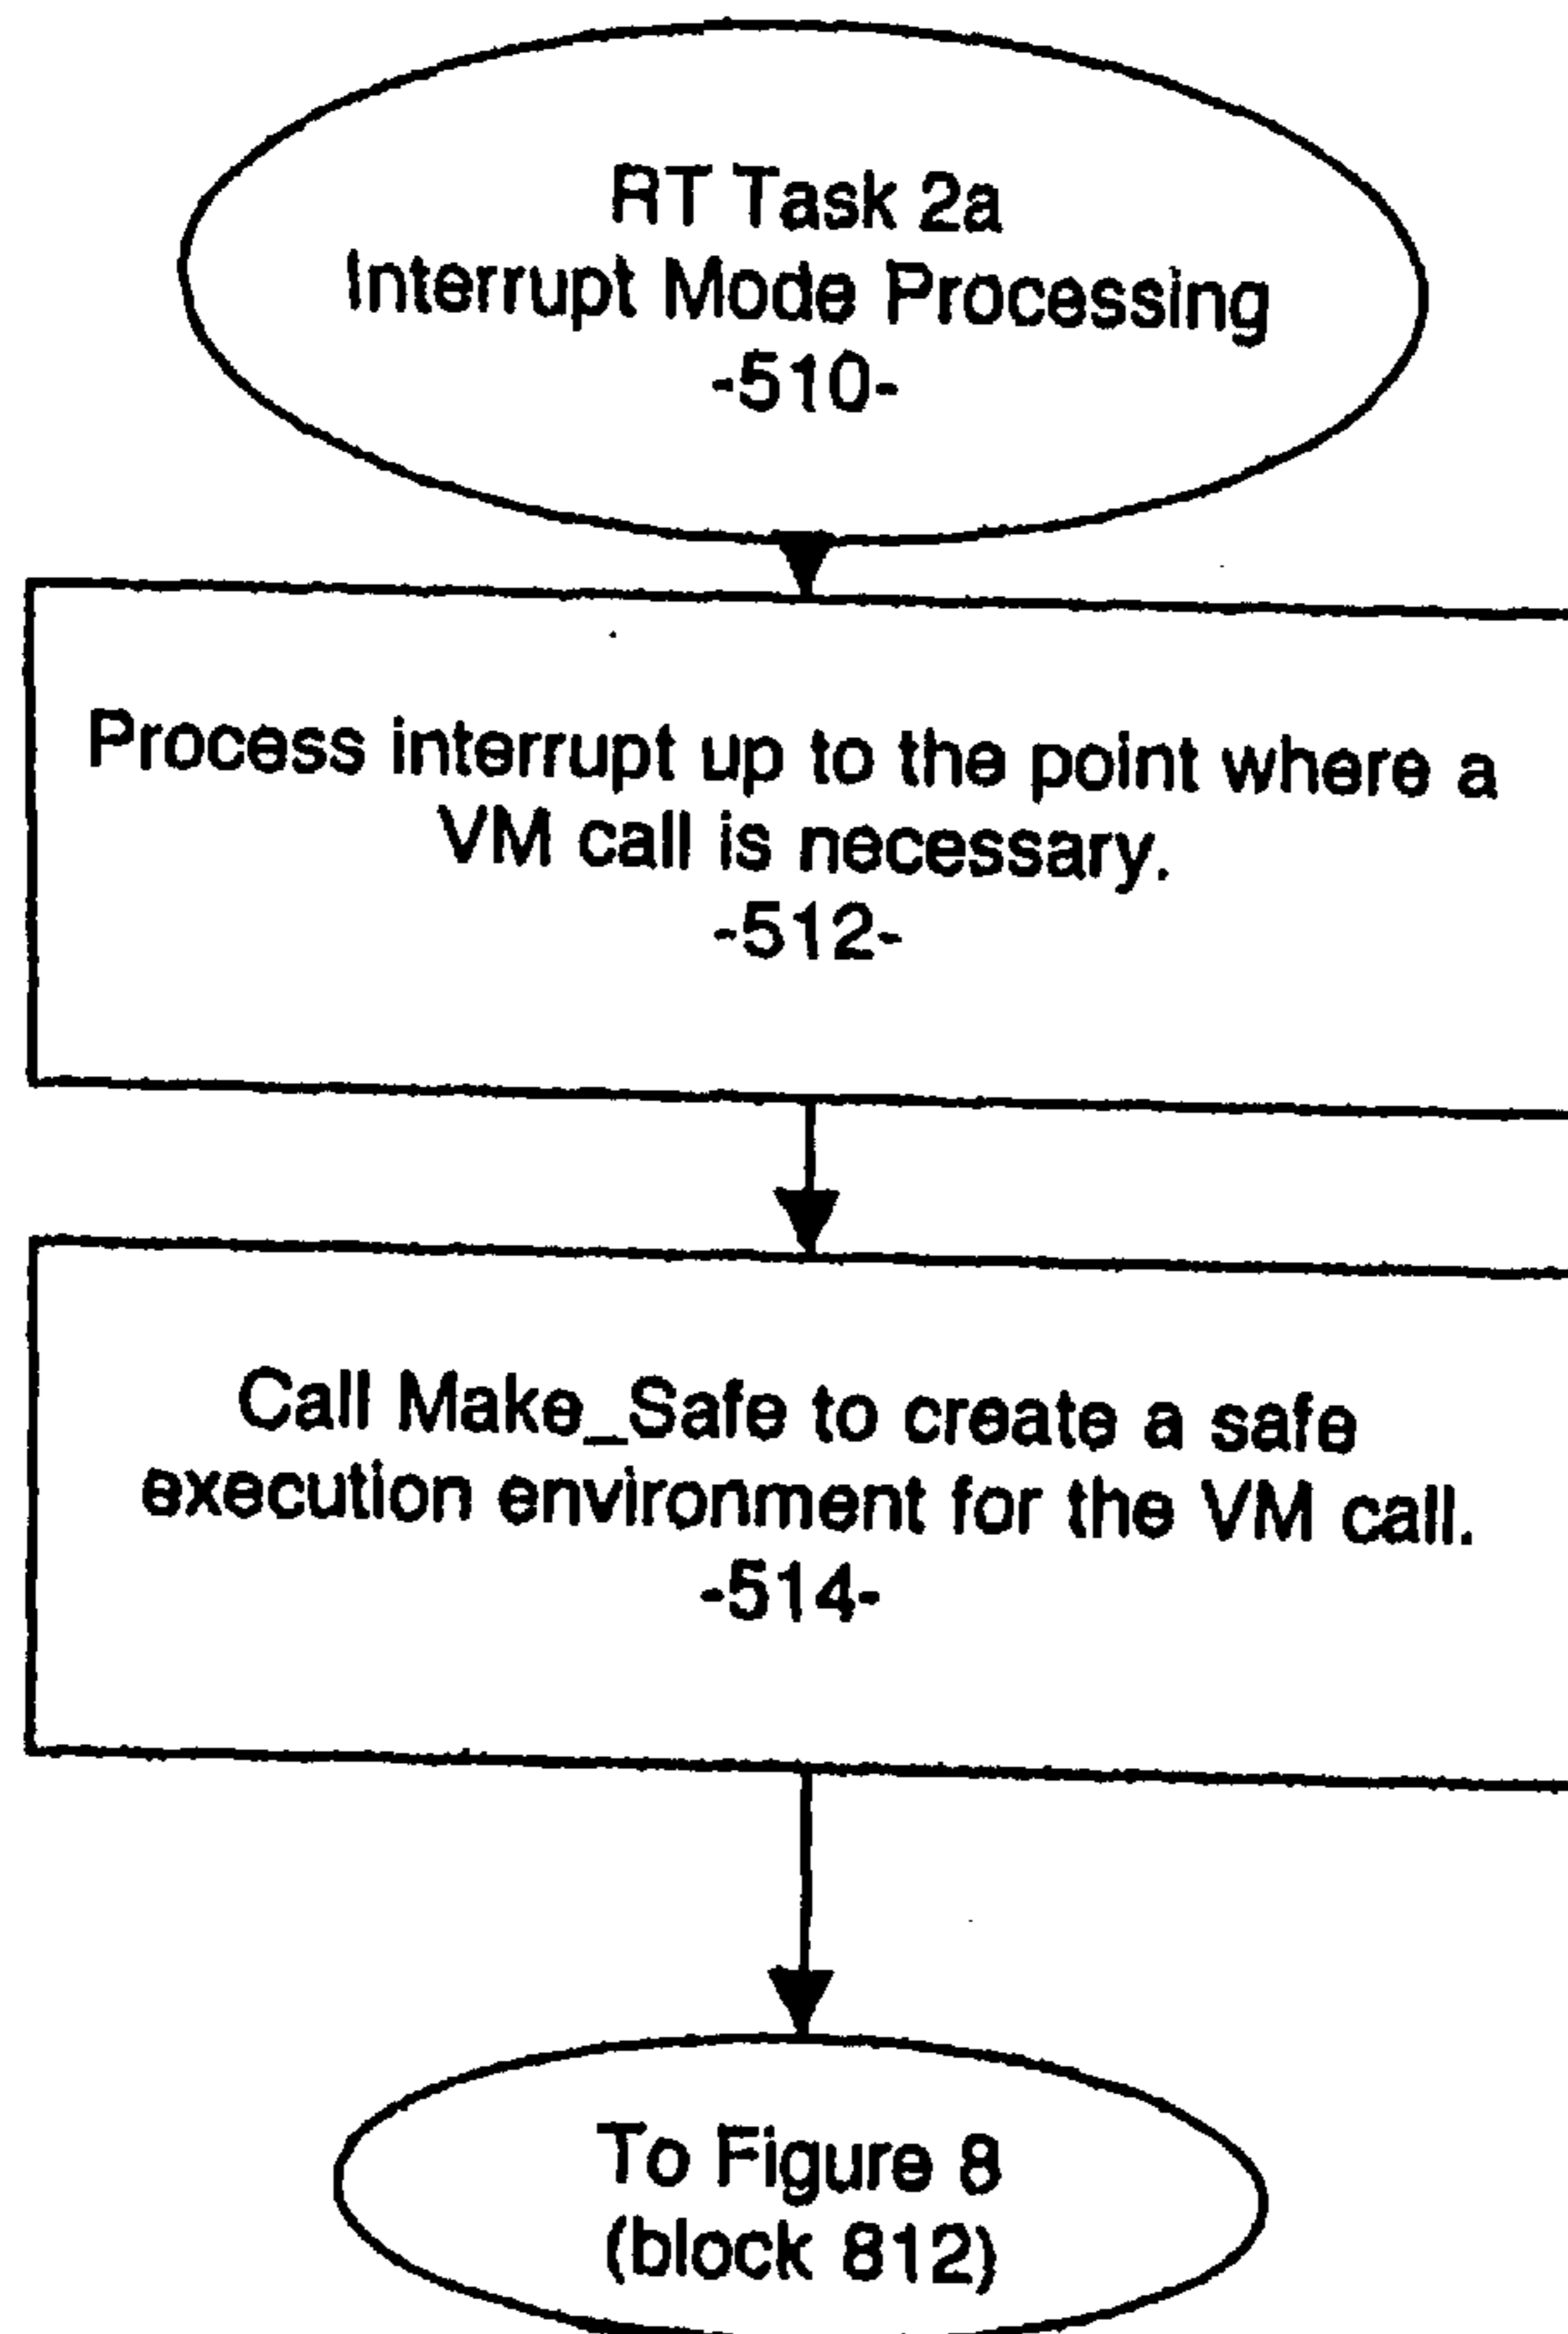 RT Task 2a
Interrupt Mode Processing
-510-
Process interrupt up to the point where a
VM call is necessary.
-512-
Call Make_Safe to create a safe
execution environment for the VM call.
-514-
To Figure 8
(block 812)